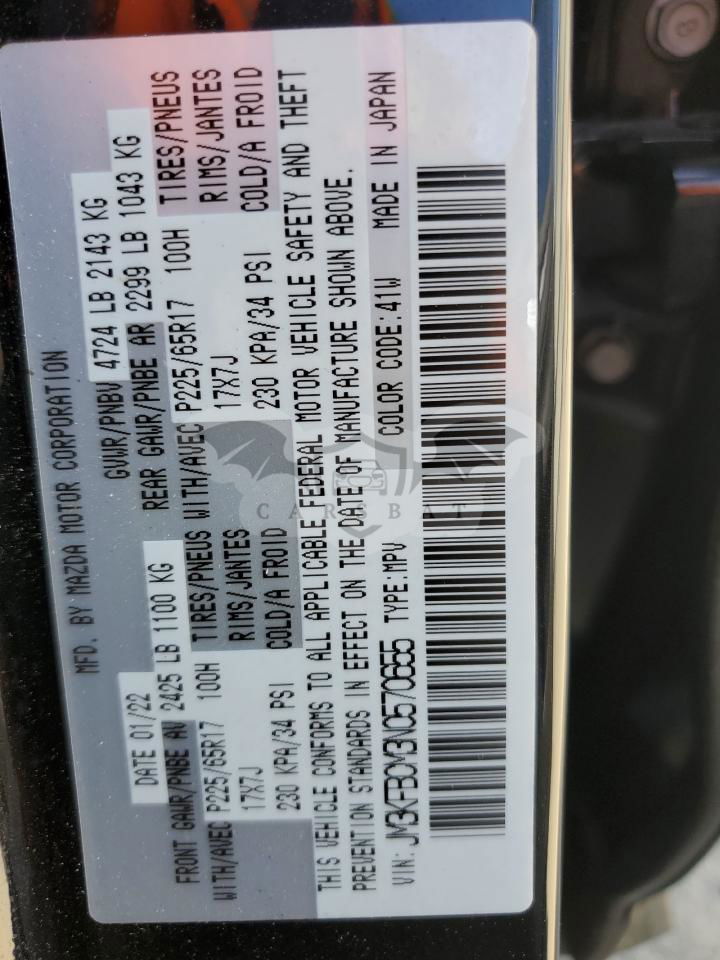 MFD. BY MAZDA MOTOR CORPORATION
DATE 01/22 GVWR/PNBV 4724 LB 2143 KG
FRONT GAWR/PNBE AV 2425 LB 1100 KG REAR GAWR/PNBE AR 2299 LB 1043 KG
WITH/AVEC P225/65R17 100H TIRES/PNEUS WITH/AVEC P225/65R17 100H TIRES/PNEUS
17X7J RIMS/JANTES 17X7J RIMS/JANTES
230 KPA/34 PSI COLD/A FROID 230 KPA/34 PSI COLD/A FROID
THIS VEHICLE CONFORMS TO ALL APPLICABLE FEDERAL MOTOR VEHICLE SAFETY AND THEFT
PREVENTION STANDARDS IN EFFECT ON THE DATE OF MANUFACTURE SHOWN ABOVE.
VIN: JM3KFBCM3N0570655 TYPE:MPV COLOR CODE:41W MADE IN JAPAN
CARSBAT